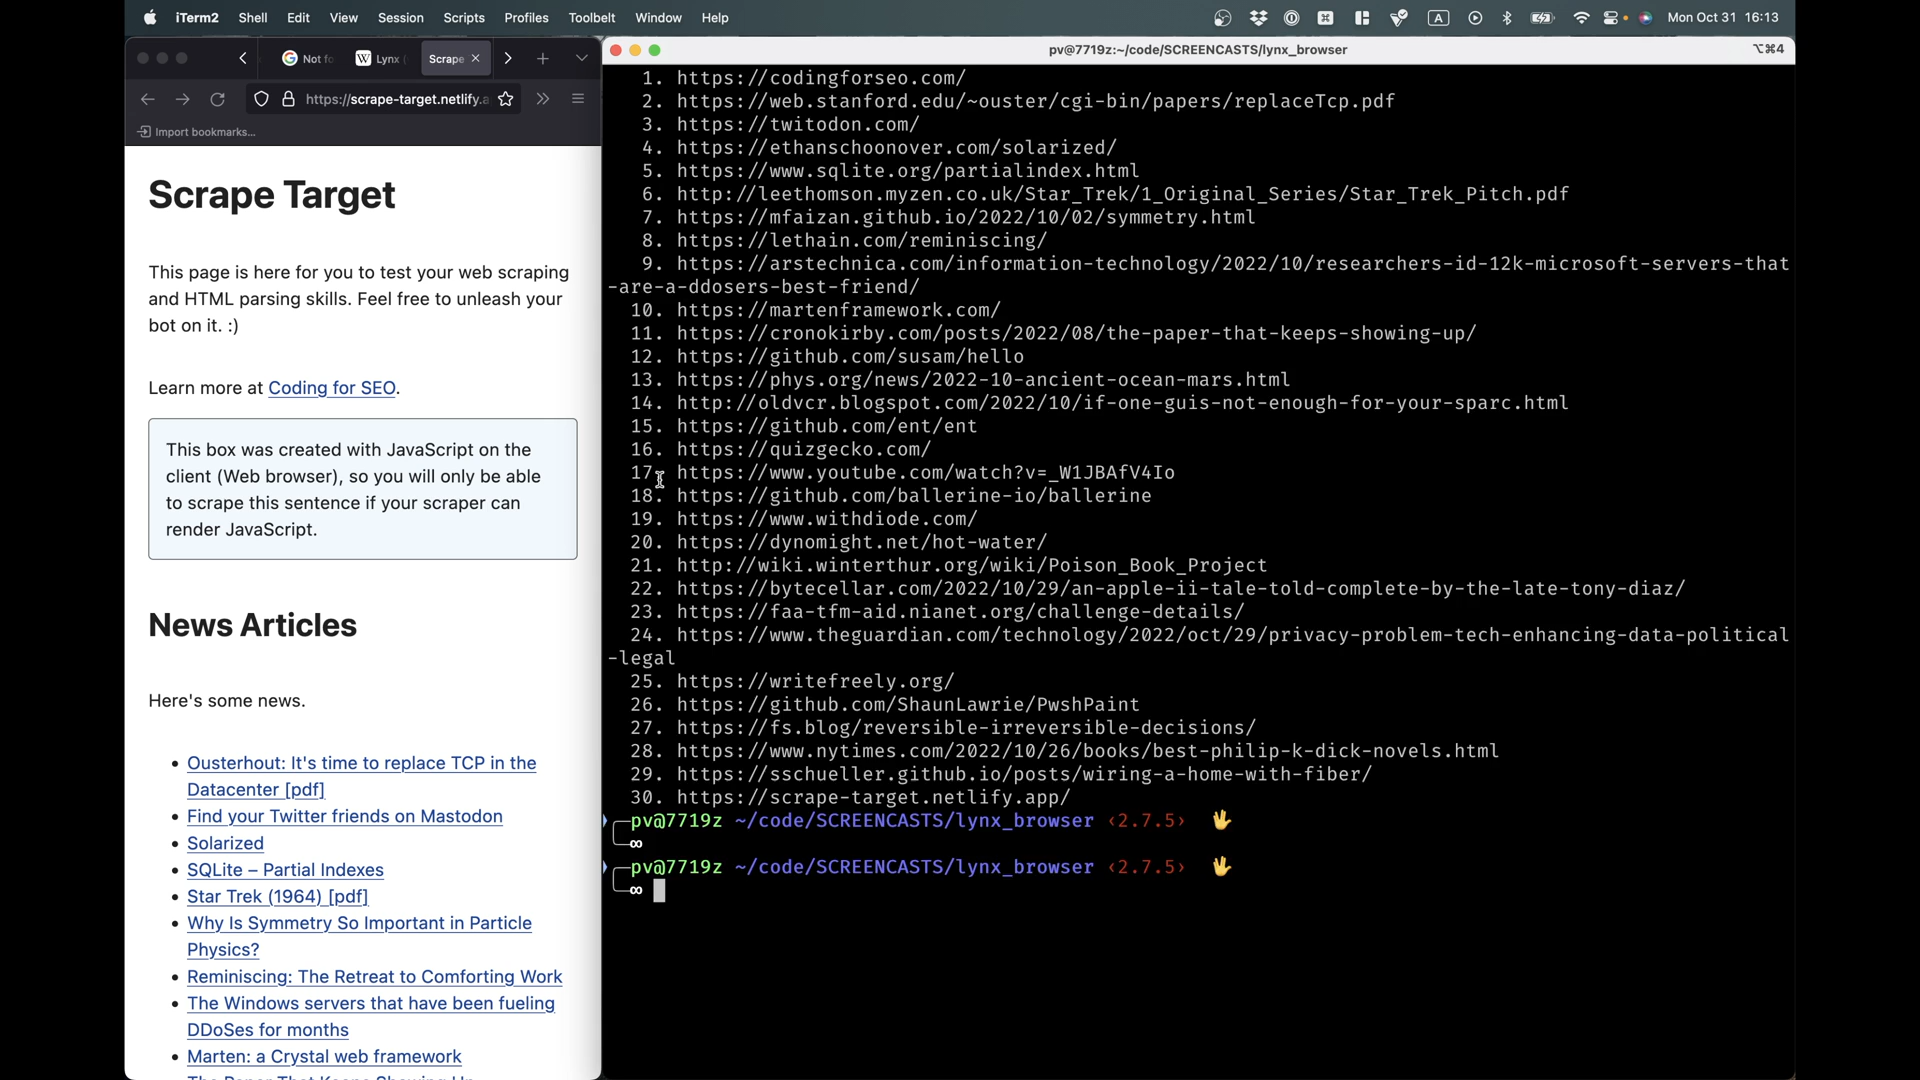 iTerm2 Shell Edit View Session Scripts Profiles Toolbelt Window Help
A
Mon Oct 31 16:13
Not fo
W Lynx (
Scrape
https://scrape-target.netlify.a
Import bookmarks...
Scrape Target
This page is here for you to test your web scraping
and HTML parsing skills. Feel free to unleash your
bot on it. :)
Learn more at Coding for SEO.
This box was created with JavaScript on the
client (Web browser), so you will only be able
to scrape this sentence if your scraper can
render JavaScript.
News Articles
Here's some news.
• Ousterhout: It's time to replace TCP in the
Datacenter [pdf]
• Find your Twitter friends on Mastodon
• Solarized
• SQLite – Partial Indexes
• Star Trek (1964) [pdf]
• Why Is Symmetry So Important in Particle
Physics?
• Reminiscing: The Retreat to Comforting Work
• The Windows servers that have been fueling
DDoSes for months
• Marten: a Crystal web framework
The Paper That Keeps Showing Up
pv@7719z:~/code/SCREENCASTS/lynx_browser
⌥⌘4
1. https://codingforseo.com/
2. https://web.stanford.edu/~ouster/cgi-bin/papers/replaceTcp.pdf
3. https://twitodon.com/
4. https://ethanschoonover.com/solarized/
5. https://www.sqlite.org/partialindex.html
6. http://leethomson.myzen.co.uk/Star_Trek/1_Original_Series/Star_Trek_Pitch.pdf
7. https://mfaizan.github.io/2022/10/02/symmetry.html
8. https://lethain.com/reminiscing/
9. https://arstechnica.com/information-technology/2022/10/researchers-id-12k-microsoft-servers-that
-are-a-ddosers-best-friend/
10. https://martenframework.com/
11. https://cronokirby.com/posts/2022/08/the-paper-that-keeps-showing-up/
12. https://github.com/susam/hello
13. https://phys.org/news/2022-10-ancient-ocean-mars.html
14. http://oldvcr.blogspot.com/2022/10/if-one-guis-not-enough-for-your-sparc.html
15. https://github.com/ent/ent
16. https://quizgecko.com/
17. https://www.youtube.com/watch?v=_W1JBAfV4Io
18. https://github.com/ballerine-io/ballerine
19. https://www.withdiode.com/
20. https://dynomight.net/hot-water/
21. http://wiki.winterthur.org/wiki/Poison_Book_Project
22. https://bytecellar.com/2022/10/29/an-apple-ii-tale-told-complete-by-the-late-tony-diaz/
23. https://faa-tfm-aid.nianet.org/challenge-details/
24. https://www.theguardian.com/technology/2022/oct/29/privacy-problem-tech-enhancing-data-political
-legal
25. https://writefreely.org/
26. https://github.com/ShaunLawrie/PwshPaint
27. https://fs.blog/reversible-irreversible-decisions/
28. https://www.nytimes.com/2022/10/26/books/best-philip-k-dick-novels.html
29. https://sschueller.github.io/posts/wiring-a-home-with-fiber/
30. https://scrape-target.netlify.app/
pv@7719z ~/code/SCREENCASTS/lynx_browser ‹2.7.5› 🖖
∞
pv@7719z ~/code/SCREENCASTS/lynx_browser ‹2.7.5› 🖖
∞